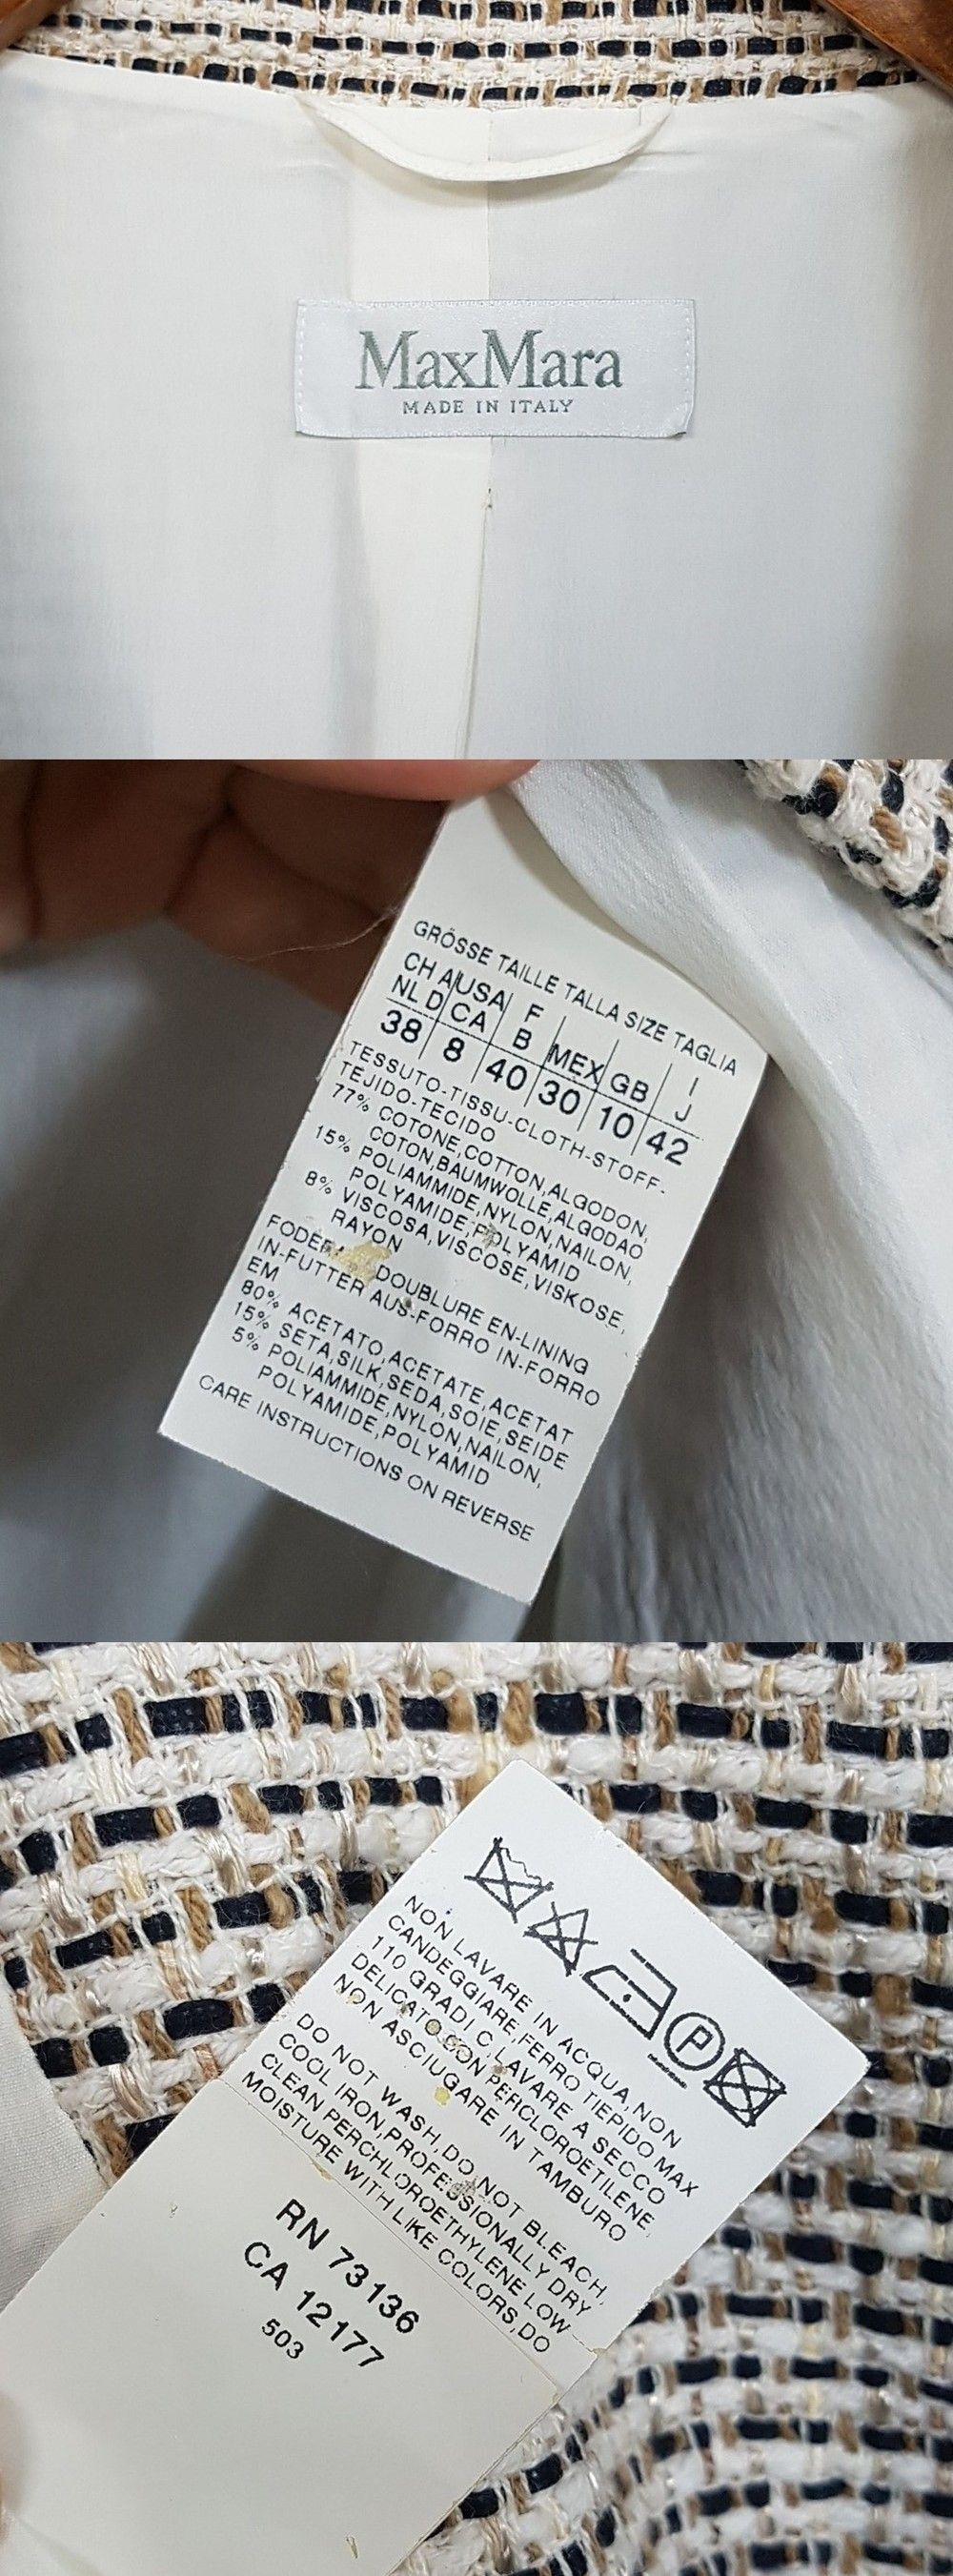 MaxMara
MADE IN ITALY
GRÖSSE TAILLE TALLA SIZE TAGLIA
CH A USA F I
NL D CA B MEX GB J
38 8 40 30 10 42
TESSUTO-TISSU-CLOTH-STOFF-
TEJIDO-TECIDO
77% COTONE,COTTON,ALGODON,
COTON,BAUMWOLLE,ALGODAO
15% POLIAMMIDE,NYLON,NAILON,
POLYAMIDE,POLYAMID
8% VISCOSA,VISCOSE,VISKOSE,
RAYON
DOUBLURE EN-LINING
IN-FUTTER AUS-FORRO IN-FORRO
EM
80% ACETATO,ACETATE,ACETAT
15% SETA,SILK,SEDA,SOIE,SEIDE
5% POLIAMMIDE,NYLON,NAILON,
POLYAMIDE,POLYAMID
CARE INSTRUCTIONS ON REVERSE
P
NON LAVARE IN ACQUA,NON
CANDEGGIARE,FERRO TIEPIDO MAX
110 GRADI C,LAVARE A SECCO
DELICATO CON PERCLOROETILENE,
NON ASCIUGARE IN TAMBURO
DO NOT WASH,DO NOT BLEACH,
COOL IRON,PROFESSIONALLY DRY
CLEAN PERCHLOROETHYLENE LOW
MOISTURE WITH LIKE COLORS,DO
RN 73136
CA 12177
503